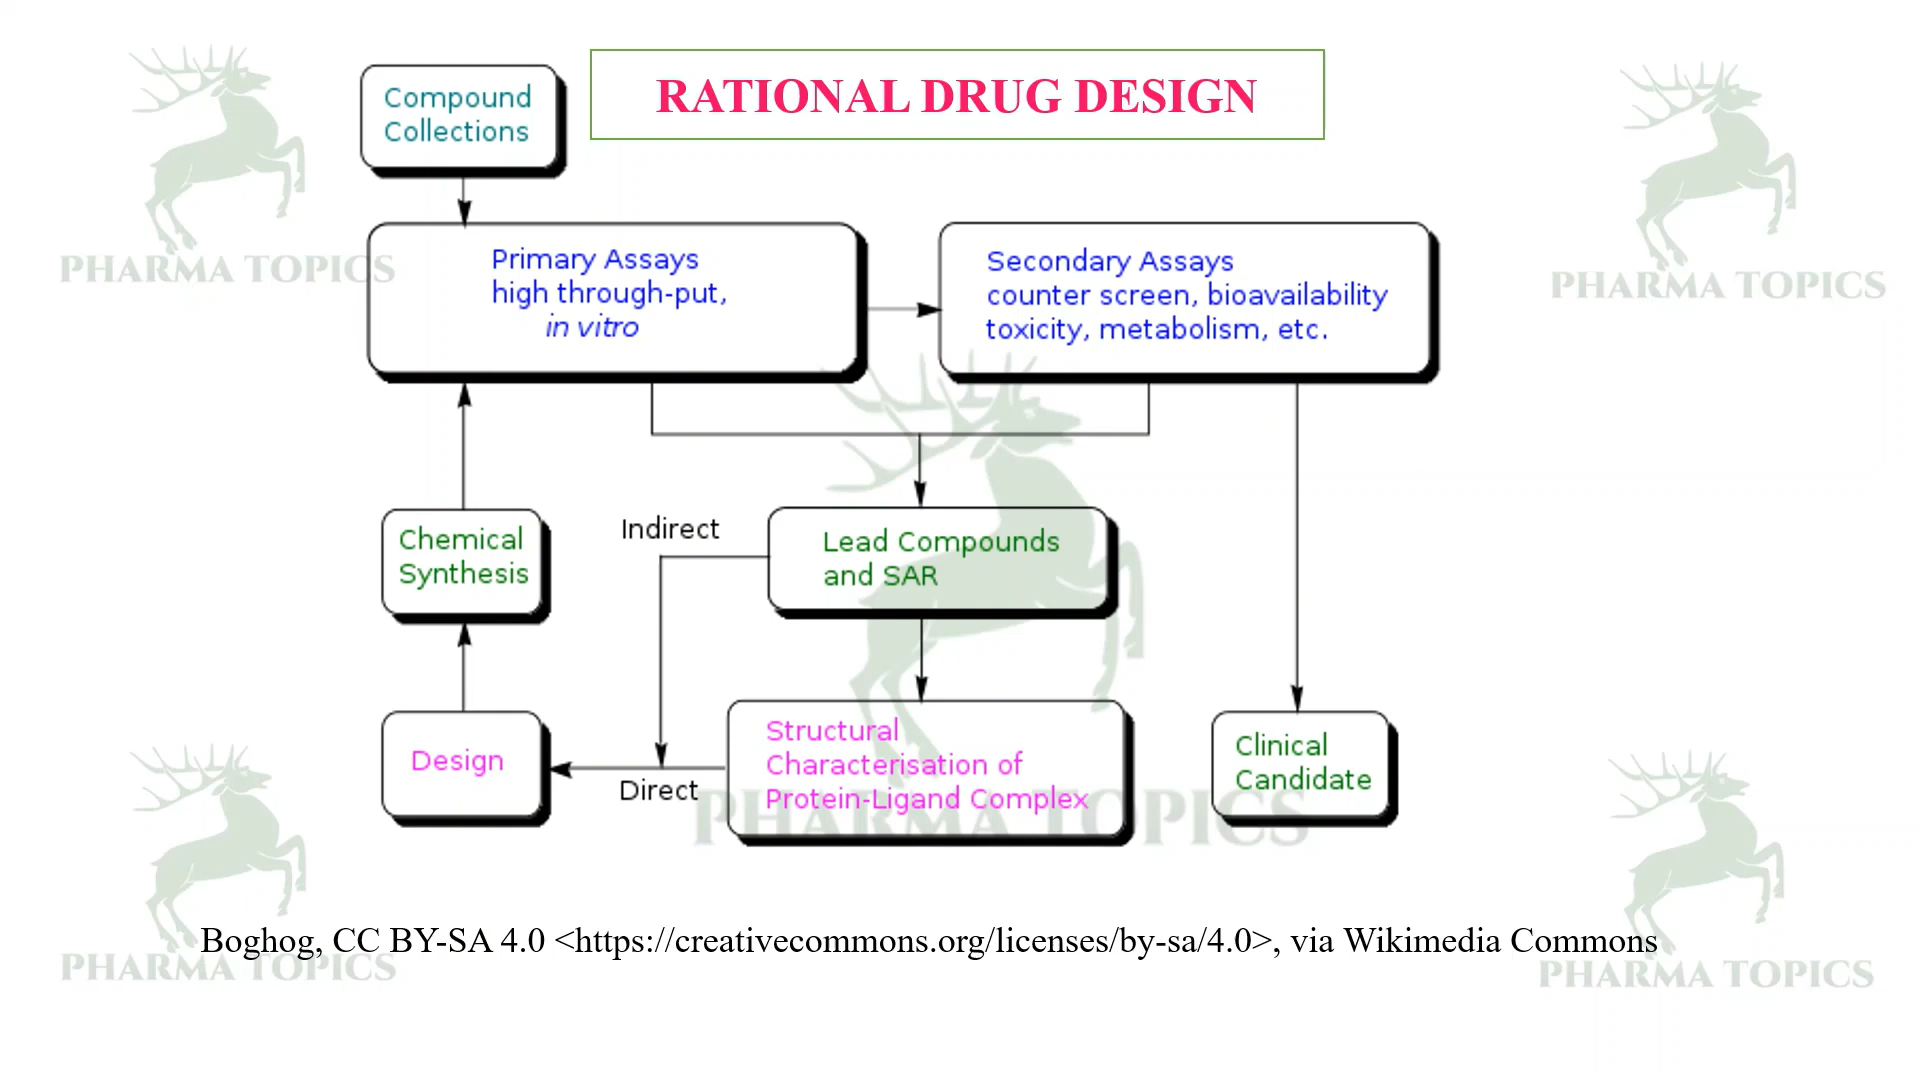 RATIONAL DRUG DESIGN
Compound
Collections
PHARMA TOPICS
PHARMA TOPICS
Primary Assays
high through-put,
in vitro
Secondary Assays
counter screen, bioavailability
toxicity, metabolism, etc.
Chemical
Synthesis
Indirect
Lead Compounds
and SAR
Design
Direct
Structural
Characterisation of
Protein-Ligand Complex
Clinical
Candidate
PHARMA TOPICS
Boghog, CC BY-SA 4.0 <https://creativecommons.org/licenses/by-sa/4.0>, via Wikimedia Commons
PHARMA TOPICS
PHARMA TOPICS